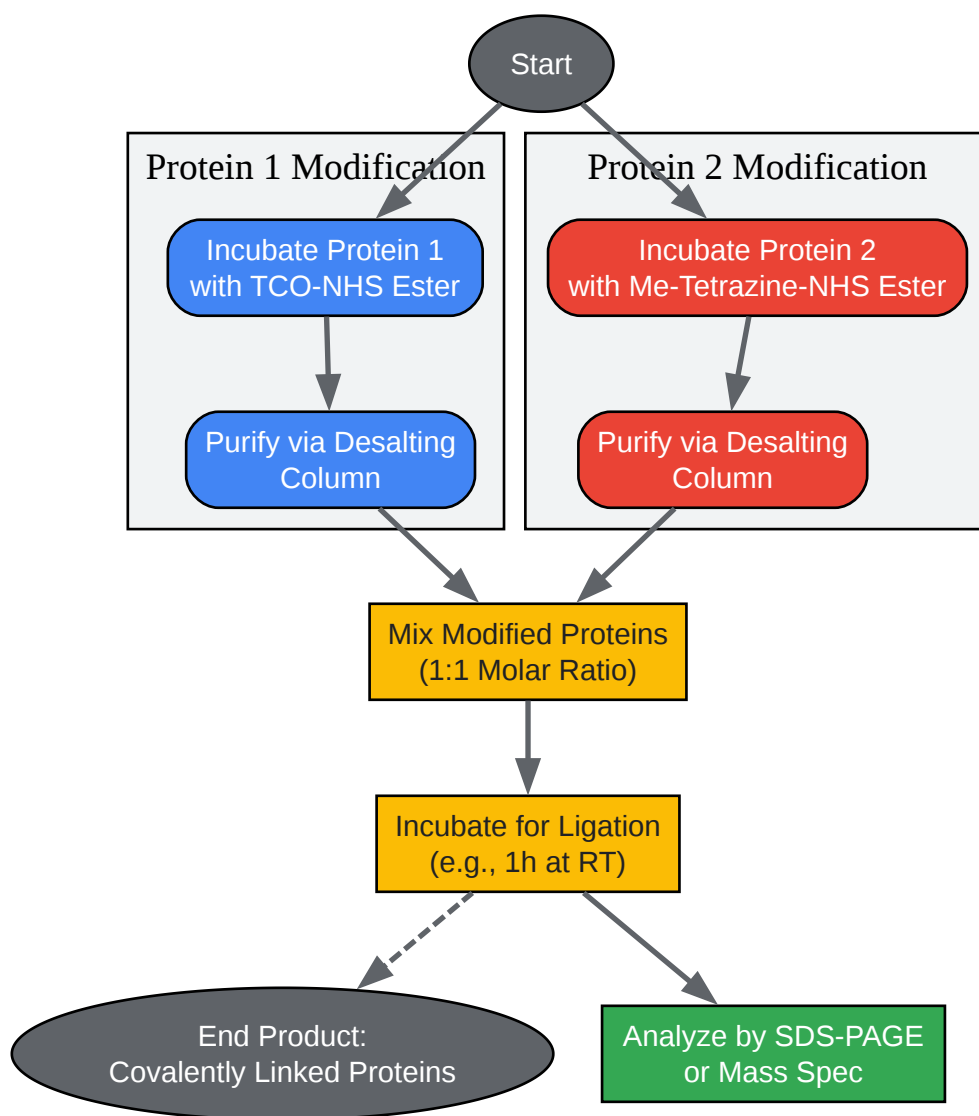 Start
Protein 1 Modification
Protein 2 Modification
Incubate Protein 1
with TCO-NHS Ester
Incubate Protein 2
with Me-Tetrazine-NHS Ester
Purify via Desalting
Column
Purify via Desalting
Column
Mix Modified Proteins
(1:1 Molar Ratio)
Incubate for Ligation
(e.g., 1h at RT)
End Product:
Covalently Linked Proteins
Analyze by SDS-PAGE
or Mass Spec